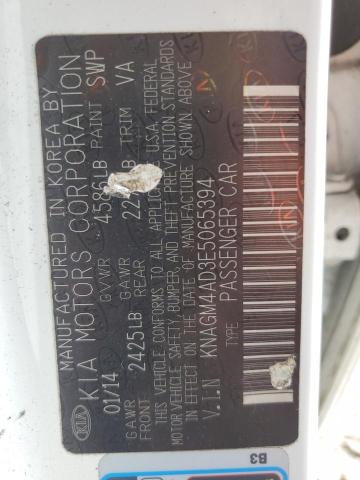 MANUFACTURED IN KOREA BY
KIA KIA MOTORS CORPORATION
01/14 GVWR 4586LB PAINT SWP
GAWR FRONT 2425LB GAWR REAR TRIM VA
THIS VEHICLE CONFORMS TO ALL APPLICABLE U.S.A. FEDERAL
MOTOR VEHICLE SAFETY, BUMPER, AND THEFT PREVENTION STANDARDS
IN EFFECT ON THE DATE OF MANUFACTURE SHOWN ABOVE
V.I.N KNAGM4AD3E5065394
TYPE PASSENGER CAR
B3